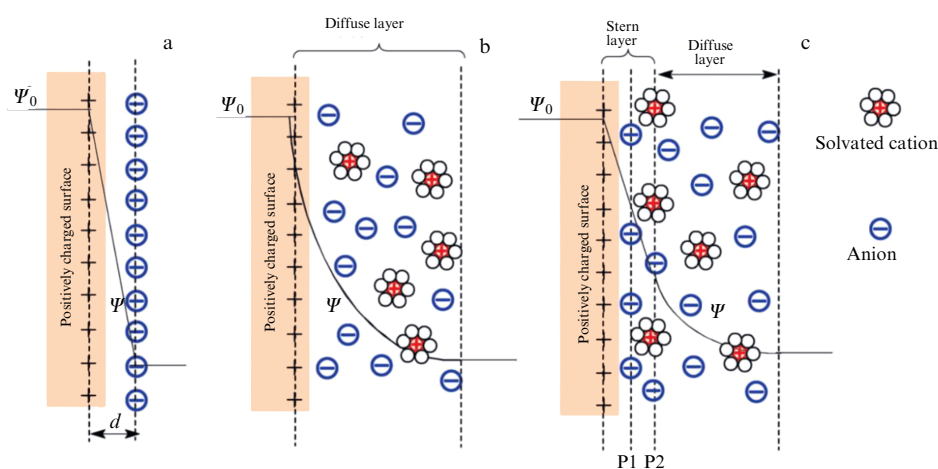 a
Ψ0
Positively charged surface
Ψ
d
Diffuse layer
b
Ψ0
Positively charged surface
Ψ
Stern
layer
Diffuse
layer
c
Ψ0
Positively charged surface
Ψ
P1 P2
Solvated cation
Anion